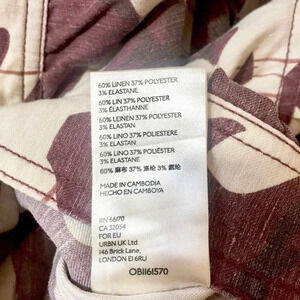 60% LINEN 37% POLYESTER
3% ELASTANE
60% LIN 37% POLYESTER
3% ÉLASTHANNE
60% LEINEN 37% POLYESTER
3% ELASTAN
60% LINO 37% POLIESTERE
3% ELASTAN
60% LINO 37% POLIÉSTER
3% ELASTANO
60% 麻布 37% 涤纶 3% 氨纶
MADE IN CAMBODIA
HECHO EN CAMBOYA
RN 66170
CA 32054
FOR EU
URBN UK Ltd.
146 Brick Lane,
LONDON E1 6RU
OB1161570